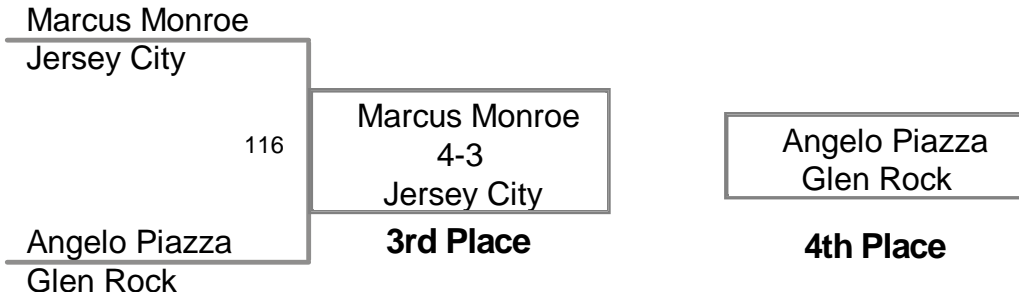 Marcus Monroe
Jersey City
116
Marcus Monroe
4-3
Jersey City
3rd Place
Angelo Piazza
Glen Rock
Angelo Piazza
Glen Rock
4th Place